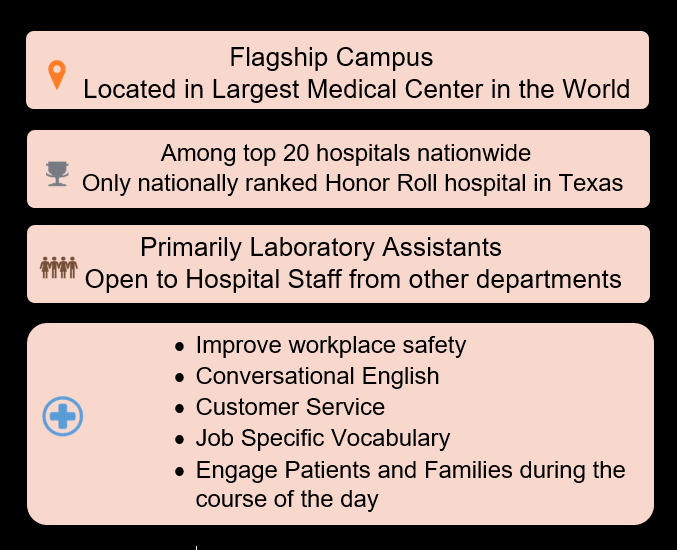 Flagship Campus
Located in Largest Medical Center in the World
Among top 20 hospitals nationwide
Only nationally ranked Honor Roll hospital in Texas
Primarily Laboratory Assistants
Open to Hospital Staff from other departments
• Improve workplace safety
• Conversational English
• Customer Service
• Job Specific Vocabulary
• Engage Patients and Families during the
course of the day